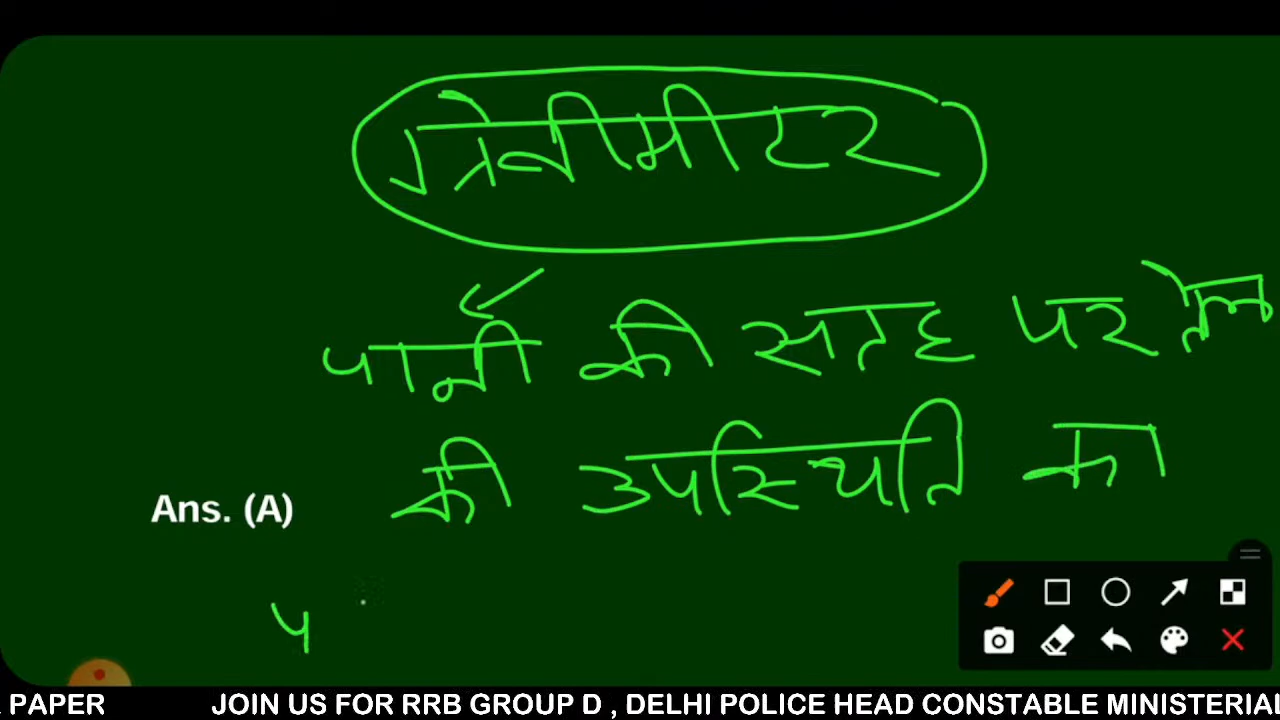 त्रेनीमीटर
पानी की सतह पर तेल
की उपस्थिति का
Ans. (A)
प
PAPER JOIN US FOR RRB GROUP D , DELHI POLICE HEAD CONSTABLE MINISTERIAL